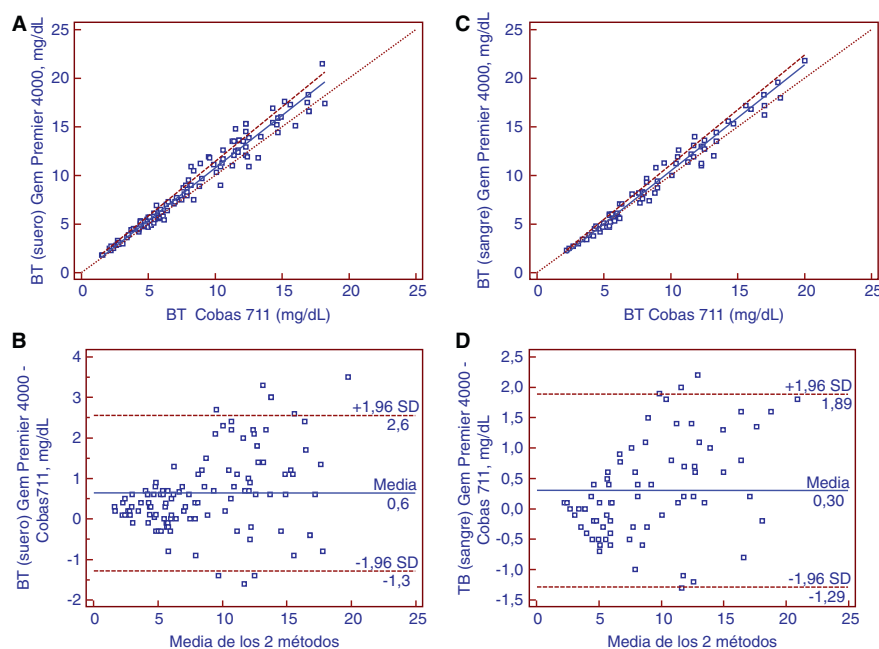 A
BT (suero) Gem Premier 4000, mg/dL
25
20
15
10
5
0
0 5 10 15 20 25
BT Cobas 711 (mg/dL)
C
BT (sangre) Gem Premier 4000, mg/dL
25
20
15
10
5
0
0 5 10 15 20 25
BT Cobas 711 (mg/dL)
B
BT (suero) Gem Premier 4000 -
Cobas711, mg/dL
4
3
2
1
0
-1
-2
+1,96 SD
2,6
Media
0,6
-1,96 SD
-1,3
0 5 10 15 20 25
Media de los 2 métodos
D
TB (sangre) Gem Premier 4000 -
Cobas 711, mg/dL
2,5
2,0
1,5
1,0
0,5
0,0
-0,5
-1,0
-1,5
+1,96 SD
1,89
Media
0,30
-1,96 SD
-1,29
0 5 10 15 20 25
Media de los 2 métodos